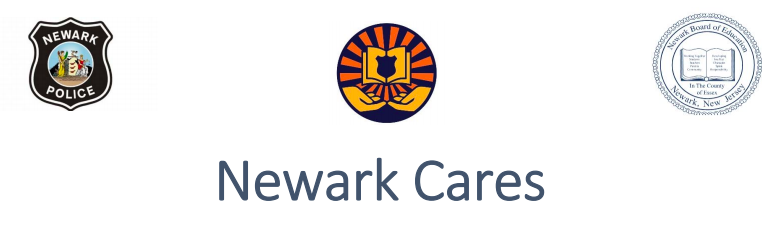 NEWARK
POLICE
Newark Board of Education
In The County
of Essex
Newark, New Jersey
Newark Cares